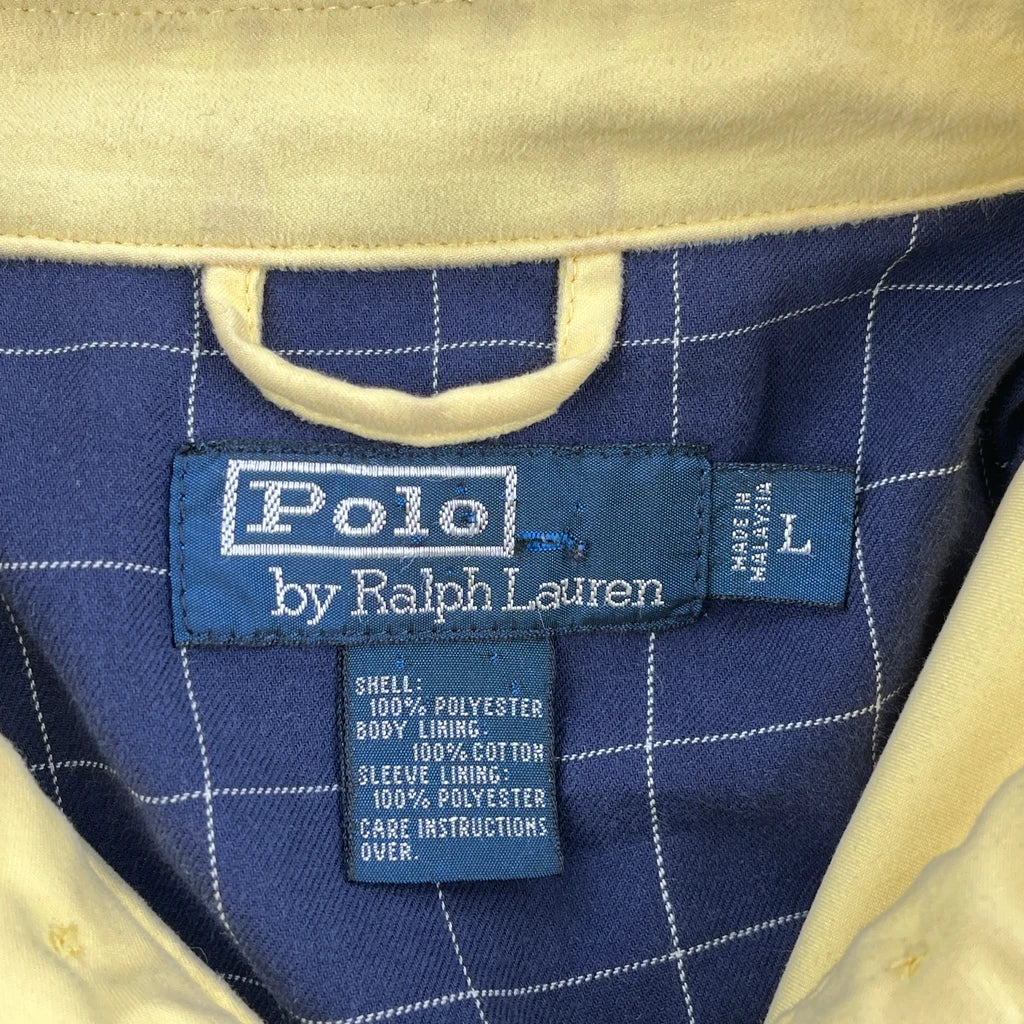 Polo
by Ralph Lauren
MADE IN
MALAYSIA
L
SHELL:
100% POLYESTER
BODY LINING.
100% COTTON
SLEEVE LINING:
100% POLYESTER
CARE INSTRUCTIONS
OVER.